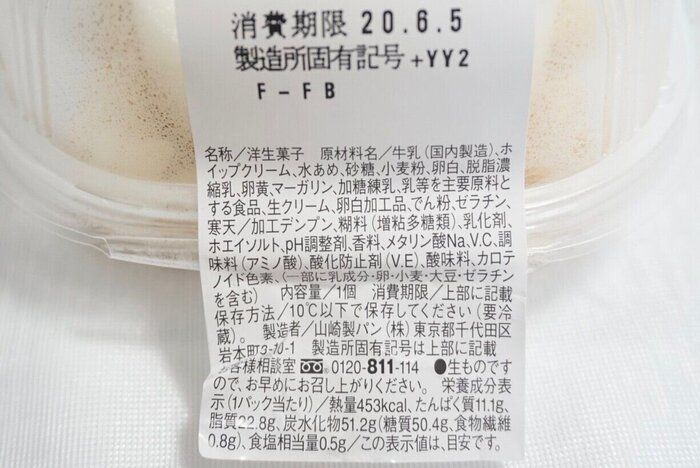 消費期限 20.6.5
製造所固有記号 +YY2
F-FB
名称／洋生菓子 原材料名／牛乳（国内製造）、ホ
イップクリーム、水あめ、砂糖、小麦粉、卵白、脱脂濃
縮乳、卵黄、マーガリン、加糖練乳、乳等を主要原料と
する食品、生クリーム、卵白加工品、でん粉、ゼラチン、
寒天／加工デンプン、糊料（増粘多糖類）、乳化剤、
ホエイソルト、pH調整剤、香料、メタリン酸Na、V.C、調
味料（アミノ酸）、酸化防止剤（V.E）、酸味料、カロテ
ノイド色素、（一部に乳成分・卵・小麦・大豆・ゼラチン
を含む） 内容量／1個 消費期限／上部に記載
保存方法／10℃以下で保存してください（要冷
蔵）。 製造者／山崎製パン（株）東京都千代田区
岩本町3-10-1 製造所固有記号は上部に記載
お客様相談室 0120-811-114 ●生ものです
ので、お早めにお召し上がりください。 栄養成分表
示（1パック当たり）／熱量453kcal、たんぱく質11.1g、
脂質22.8g、炭水化物51.2g（糖質50.4g、食物繊維
0.8g）、食塩相当量0.5g／この表示値は、目安です。